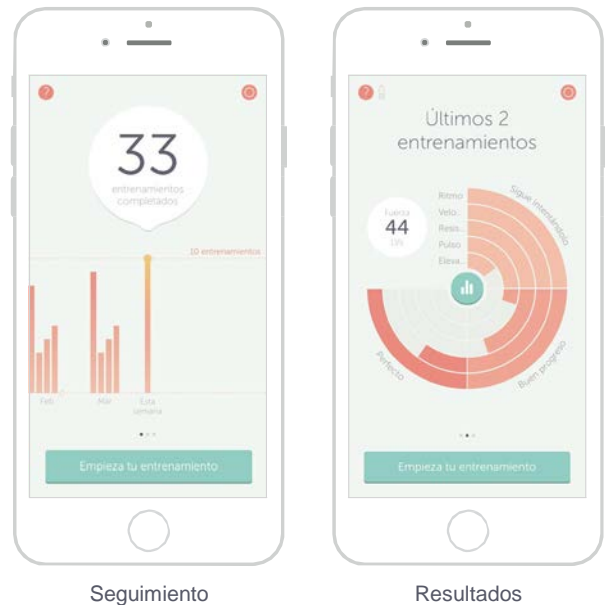 ?
33
entrenamientos
completados
10 entrenamientos
Feb
Mar
Esta
semana
Empieza tu entrenamiento
Seguimiento
?
Últimos 2
entrenamientos
Fuerza
44
Ritmo
Velo...
Resis...
Pulso
Eleva...
Sigue intentándolo
Buen progreso
Perfecto
Empieza tu entrenamiento
Resultados